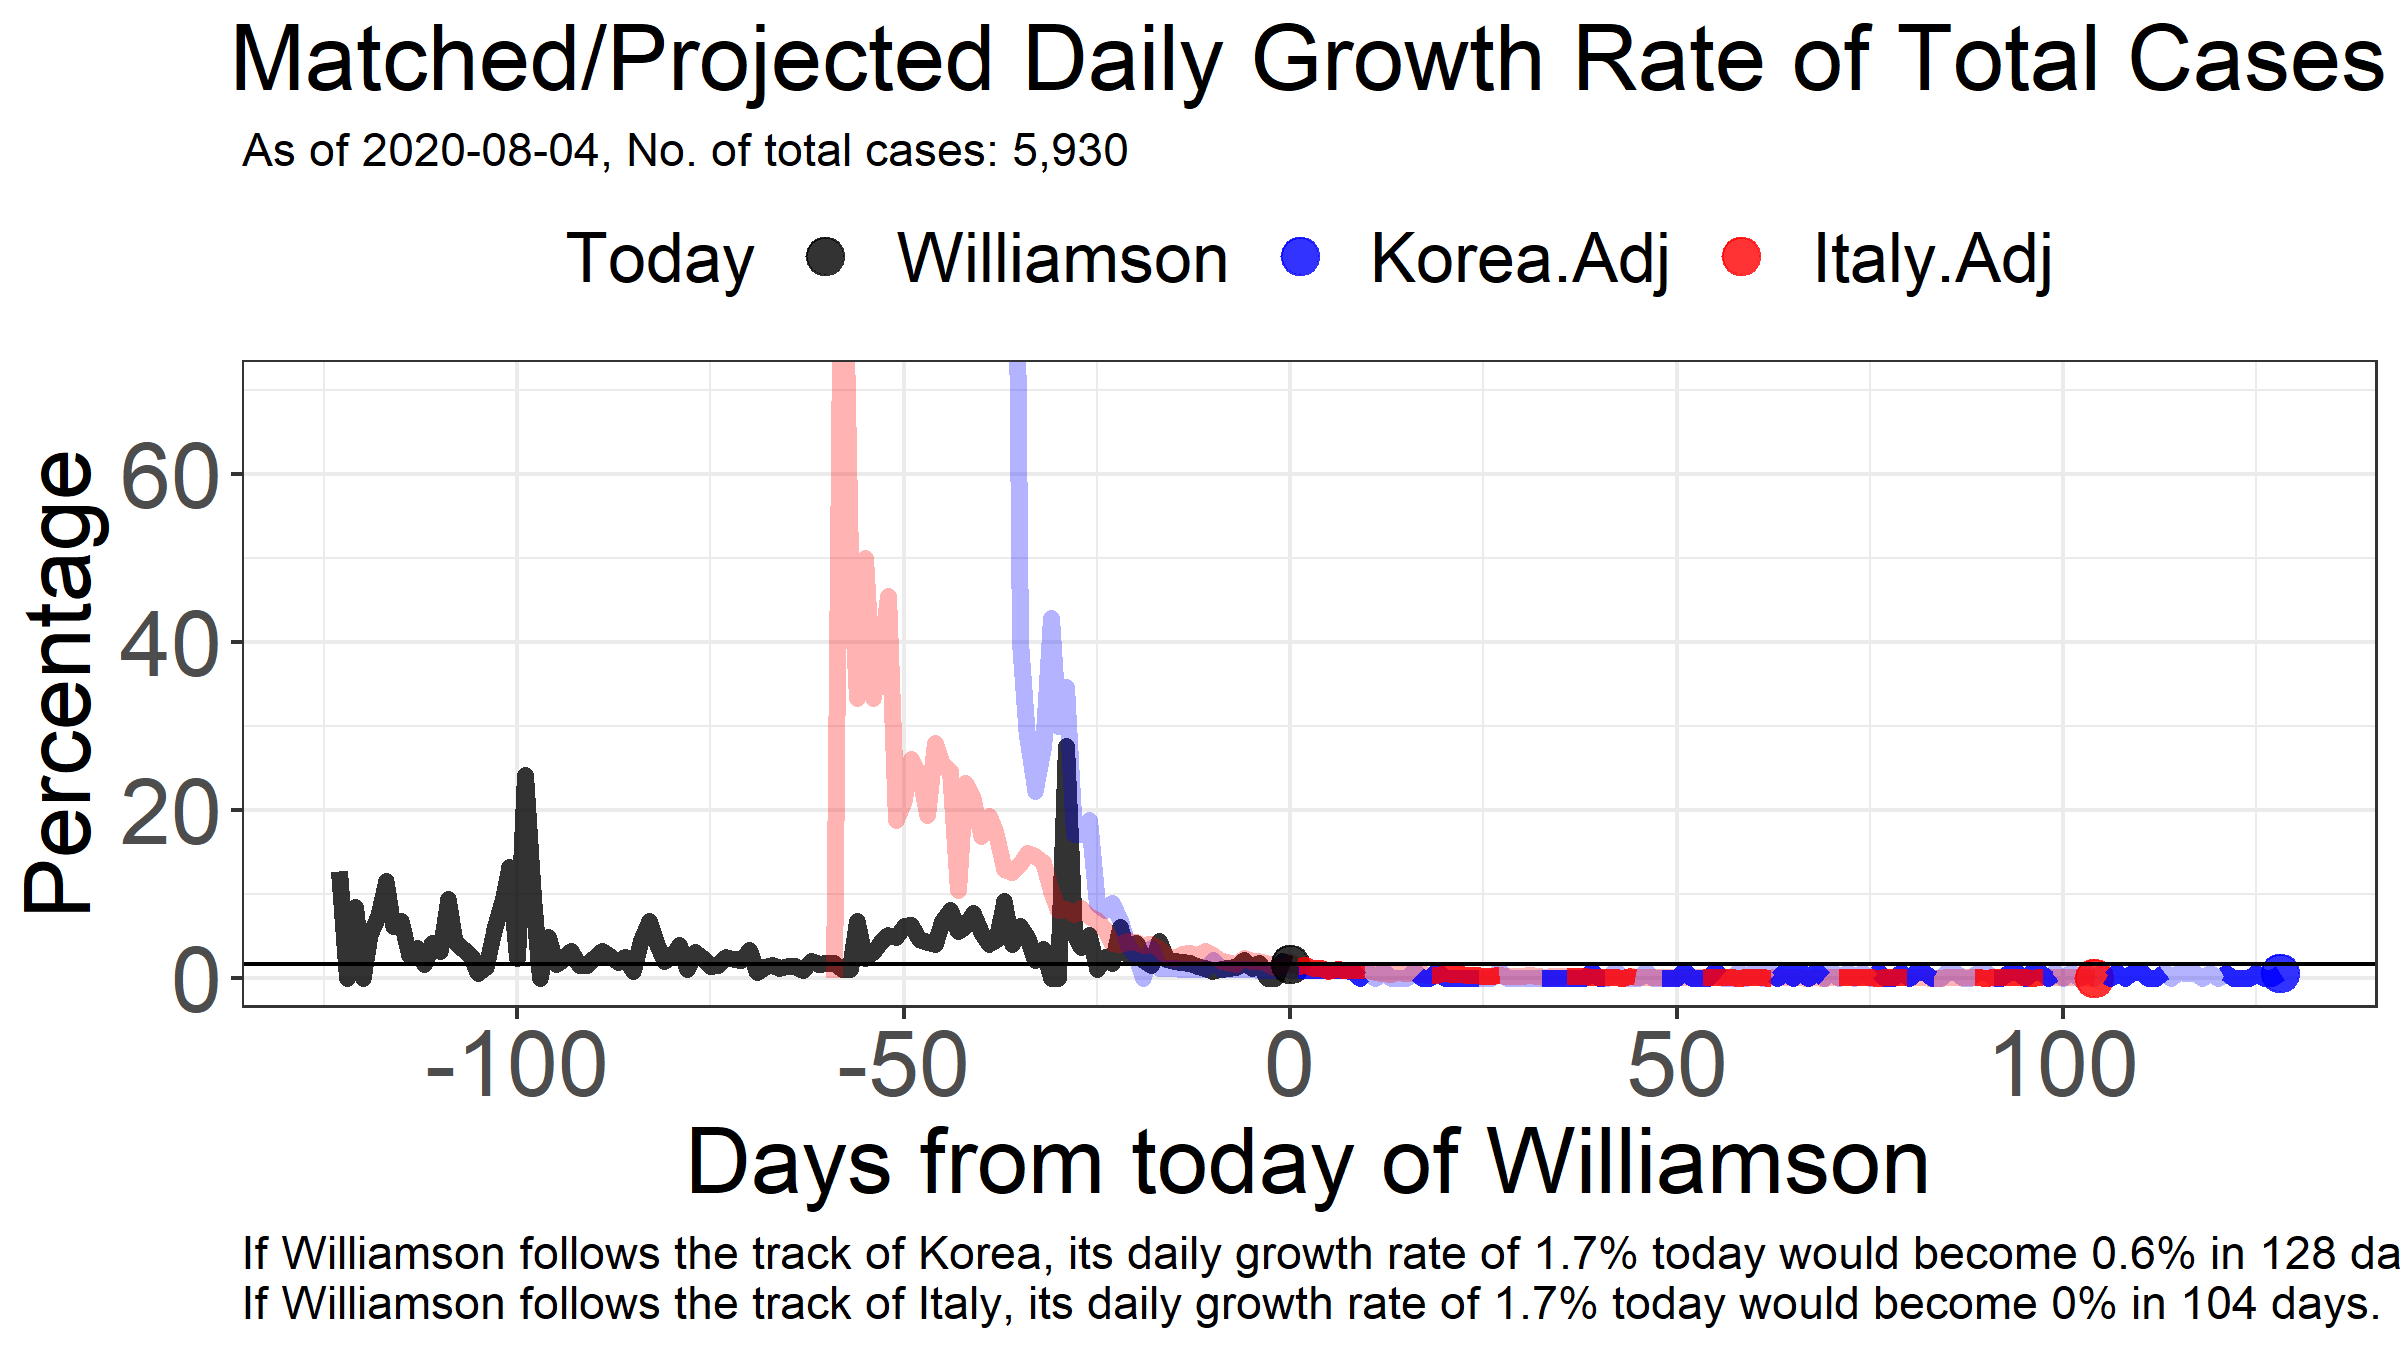 Matched/Projected Daily Growth Rate of Total Cases
As of 2020-08-04, No. of total cases: 5,930
Today Williamson Korea.Adj Italy.Adj
Percentage
60
40
20
0
-100 -50 0 50 100
Days from today of Williamson
If Williamson follows the track of Korea, its daily growth rate of 1.7% today would become 0.6% in 128 da
If Williamson follows the track of Italy, its daily growth rate of 1.7% today would become 0% in 104 days.